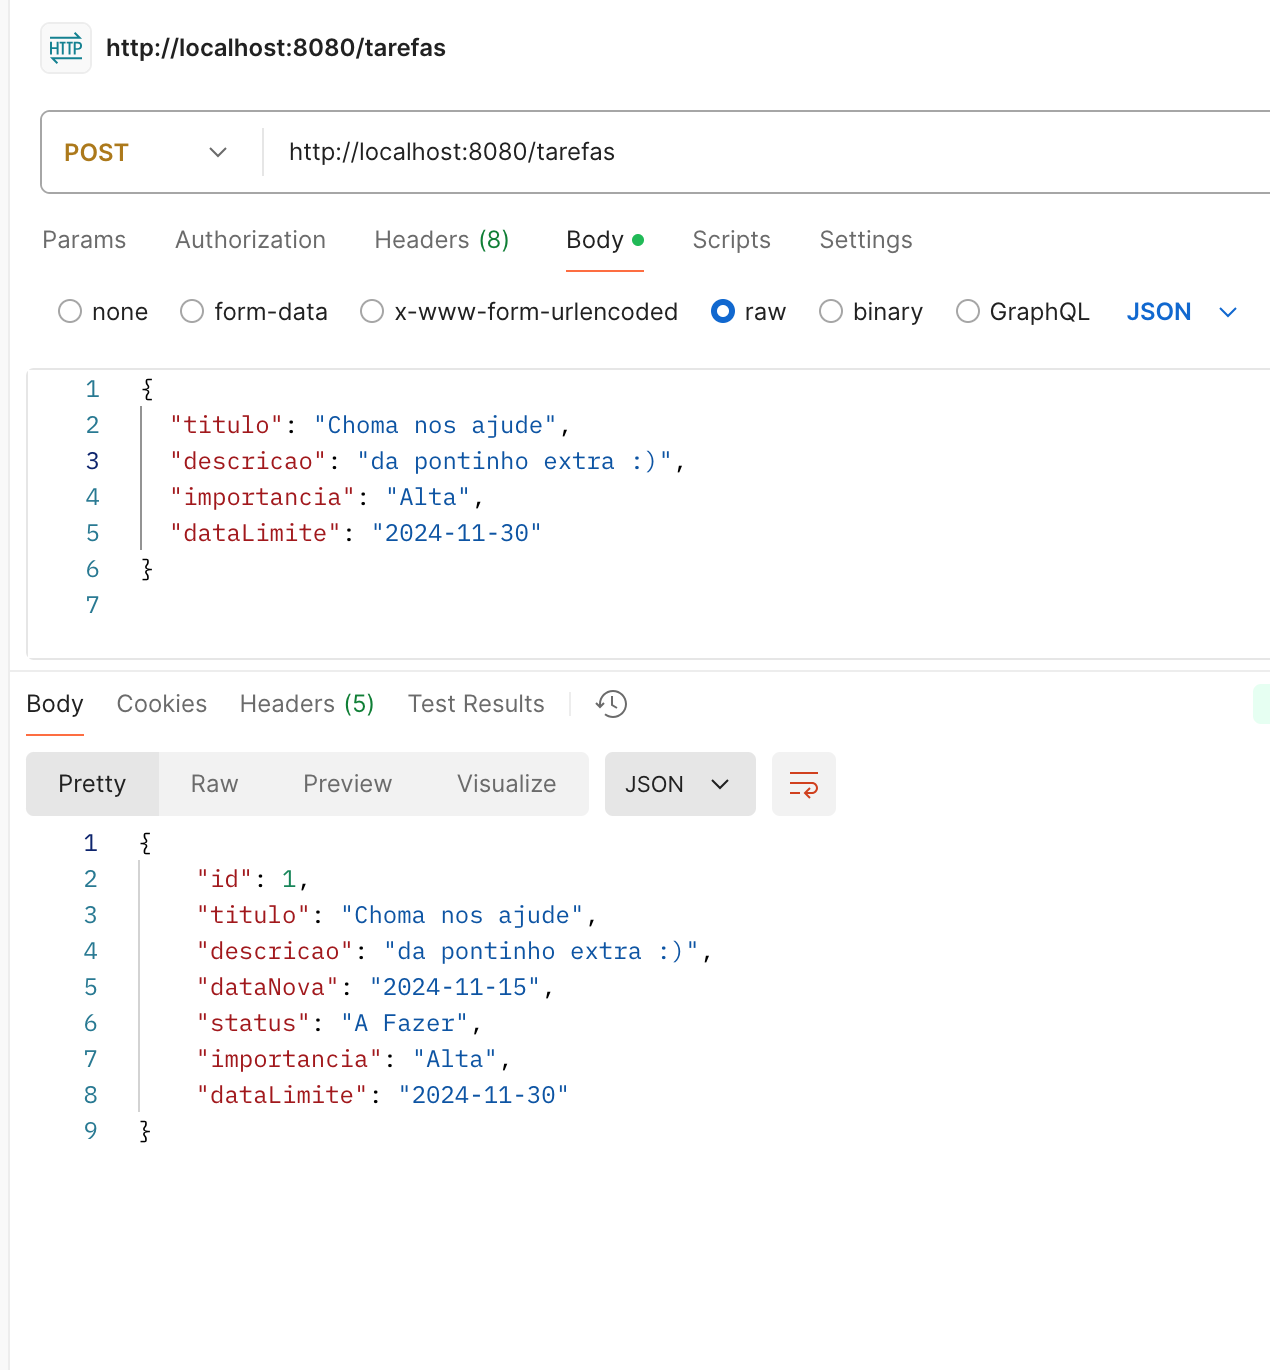 HTTP http://localhost:8080/tarefas
POST http://localhost:8080/tarefas
Params Authorization Headers (8) Body Scripts Settings
none form-data x-www-form-urlencoded raw binary GraphQL JSON
1 {
2 "titulo": "Choma nos ajude",
3 "descricao": "da pontinho extra :)",
4 "importancia": "Alta",
5 "dataLimite": "2024-11-30"
6 }
7
Body Cookies Headers (5) Test Results
Pretty Raw Preview Visualize JSON
1 {
2 "id": 1,
3 "titulo": "Choma nos ajude",
4 "descricao": "da pontinho extra :)",
5 "dataNova": "2024-11-15",
6 "status": "A Fazer",
7 "importancia": "Alta",
8 "dataLimite": "2024-11-30"
9 }